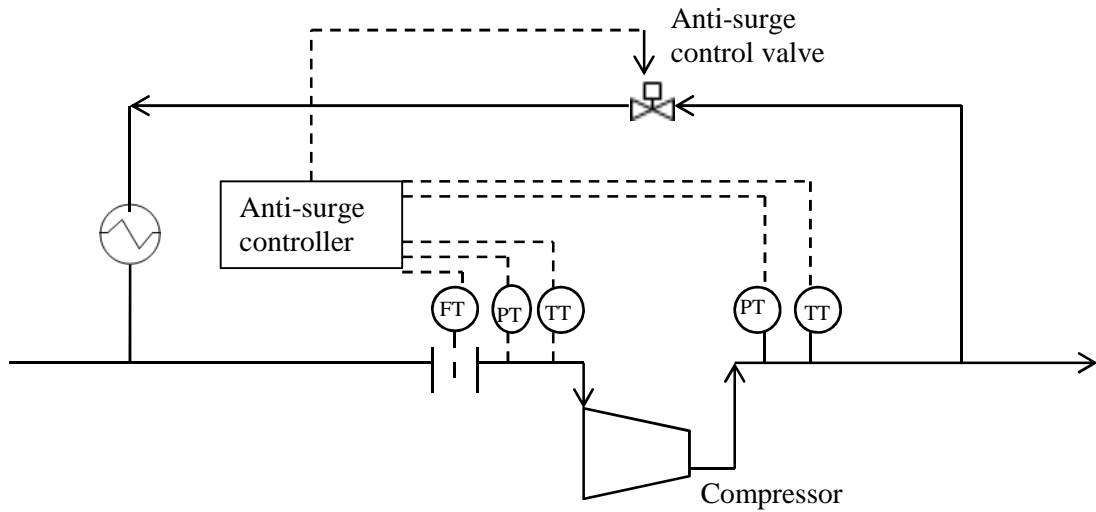 Anti-surge
control valve
Anti-surge
controller
FT
PT
TT
PT
TT
Compressor